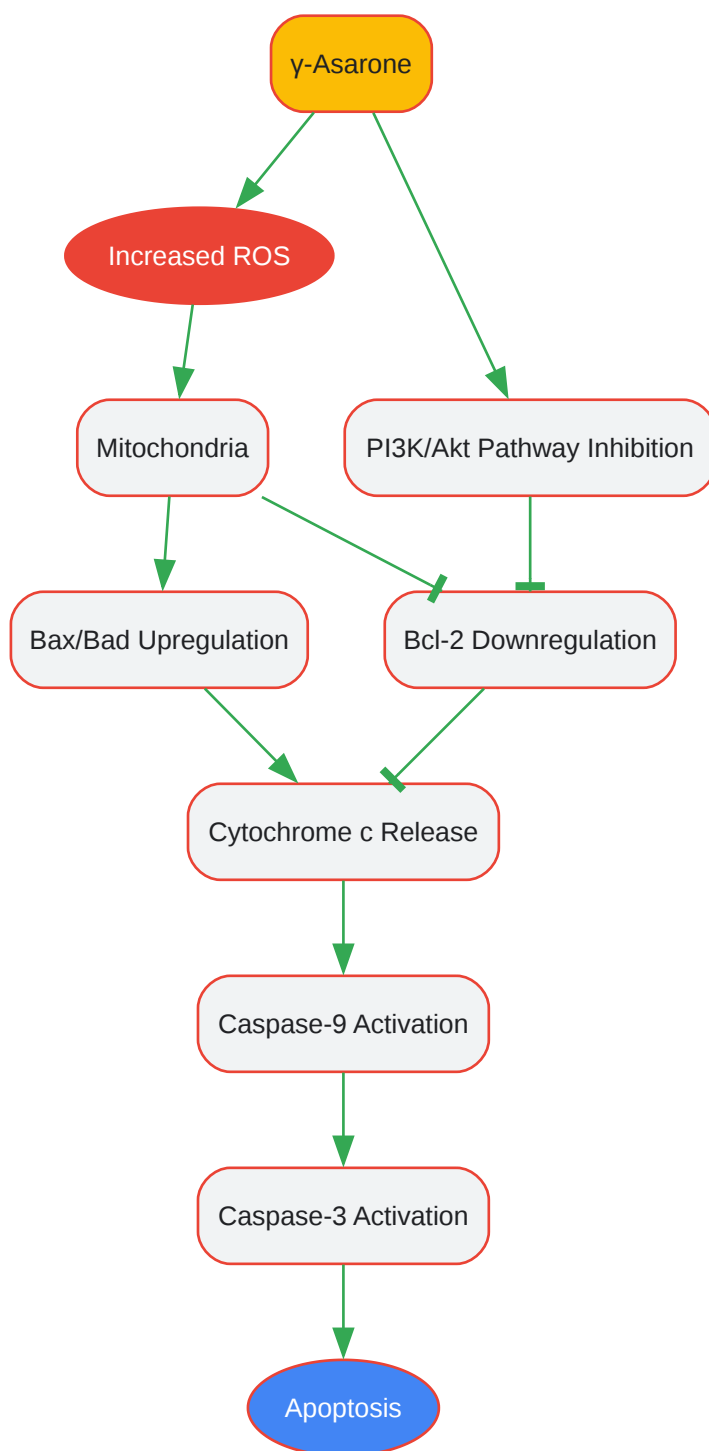 γ-Asarone
Increased ROS
Mitochondria
PI3K/Akt Pathway Inhibition
Bax/Bad Upregulation
Bcl-2 Downregulation
Cytochrome c Release
Caspase-9 Activation
Caspase-3 Activation
Apoptosis